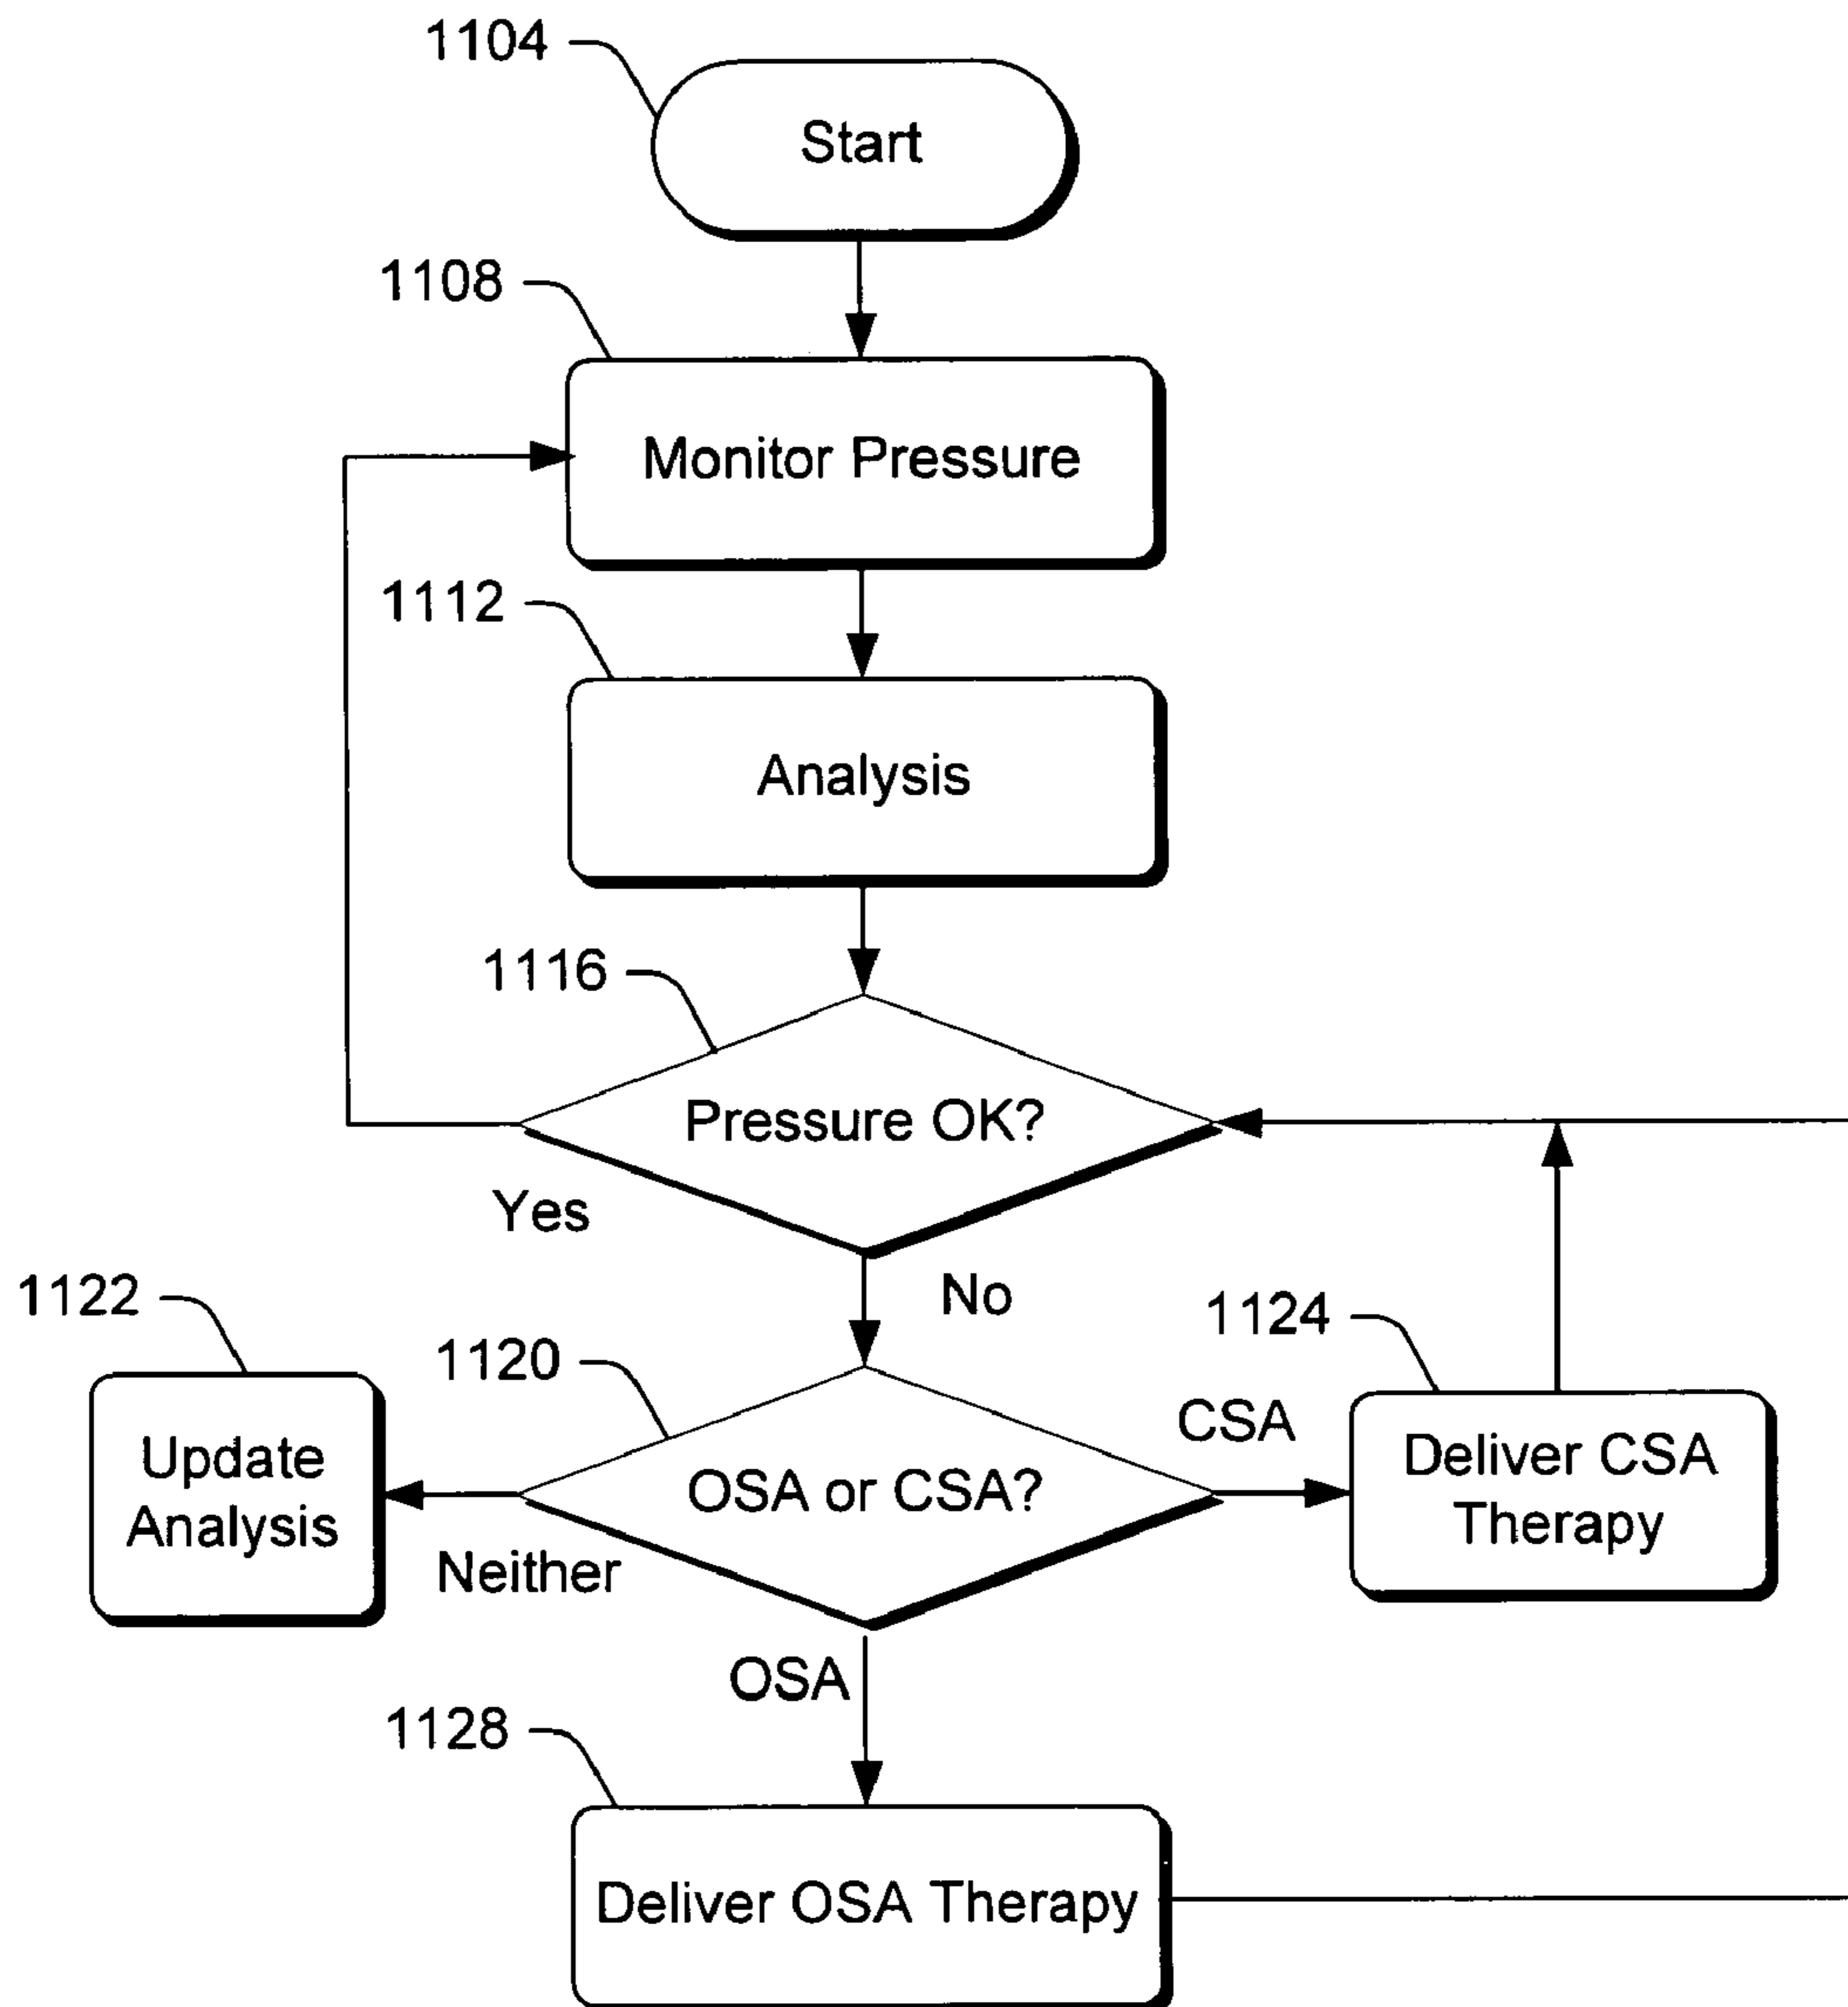 1104
Start
1108
Monitor Pressure
1112
Analysis
1116
Pressure OK?
Yes
No
1122
1120
1124
Update
Analysis
Neither
OSA or CSA?
CSA
Deliver CSA
Therapy
OSA
1128
Deliver OSA Therapy